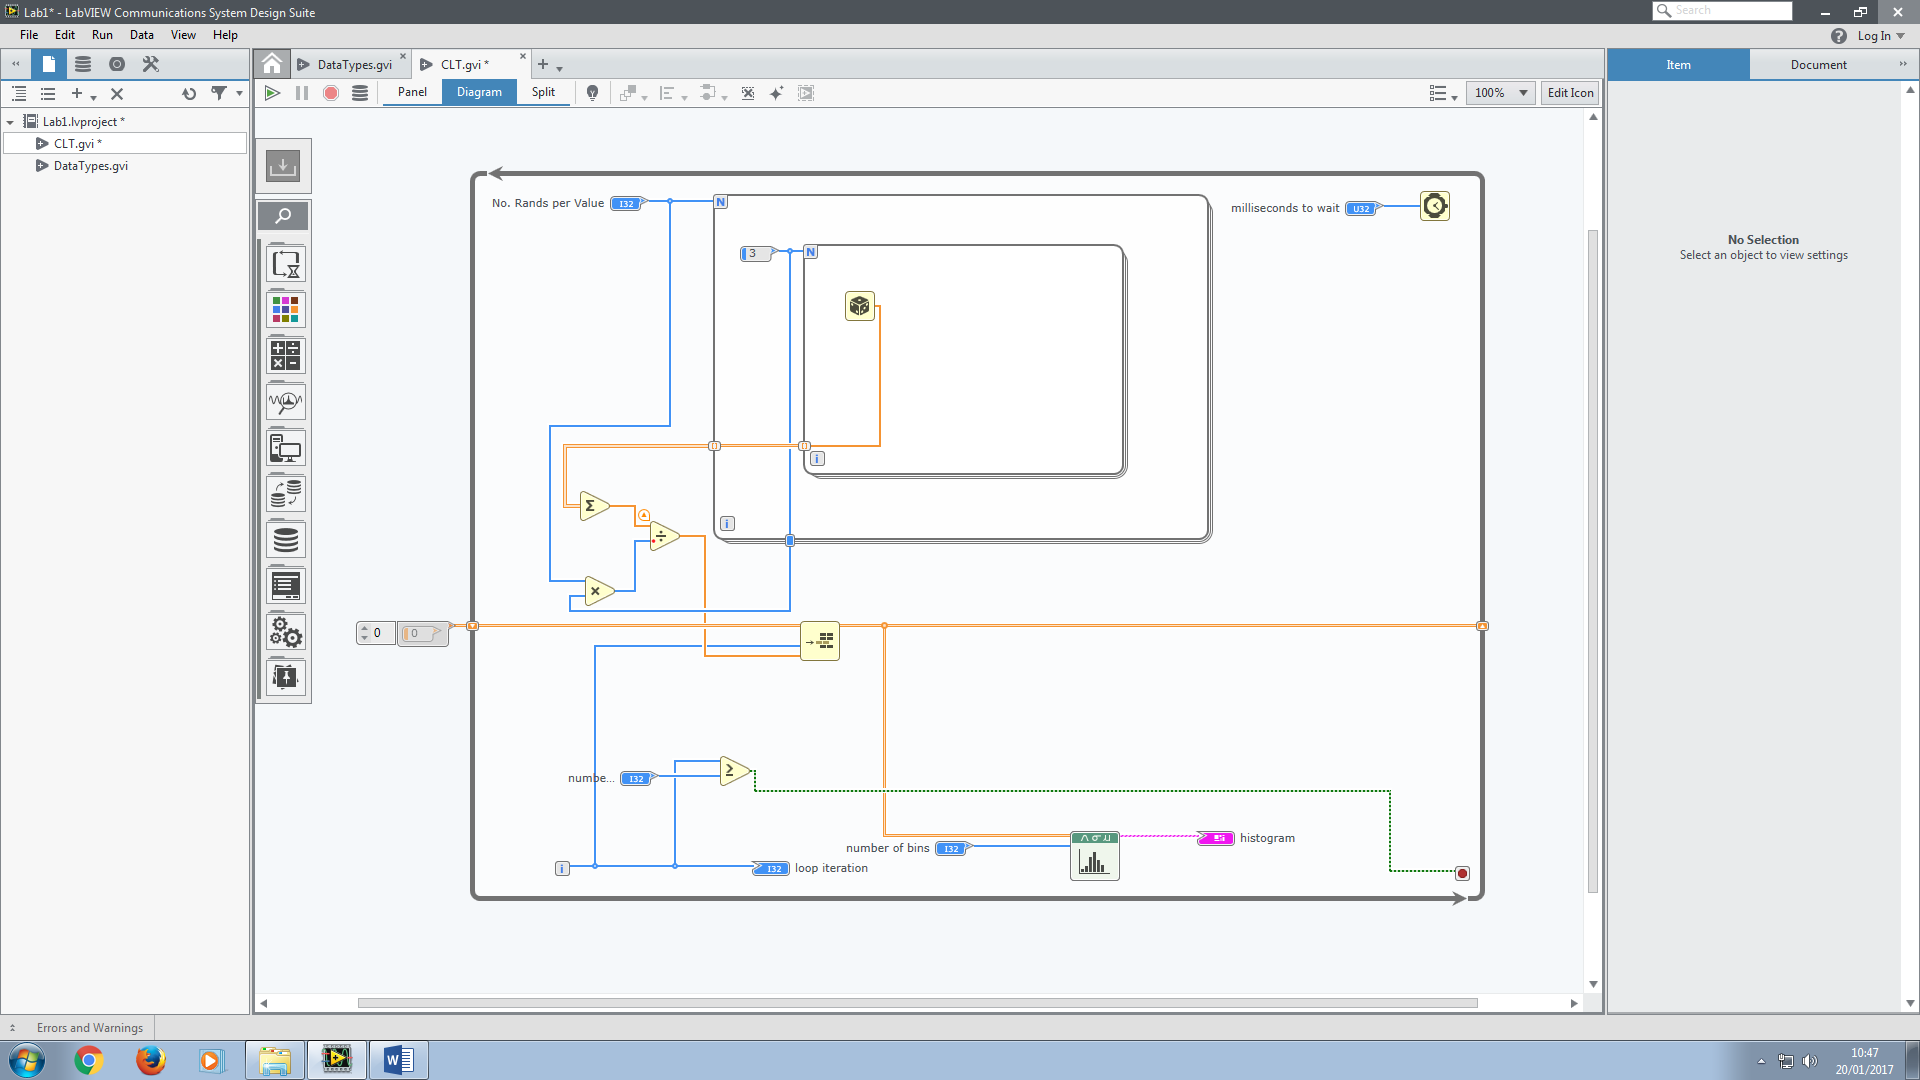 Lab1* - LabVIEW Communications System Design Suite
Search
File Edit Run Data View Help
Log In
DataTypes.gvi
CLT.gvi *
Item
Document
Panel
Diagram
Split
100%
Edit Icon
Lab1.lvproject *
CLT.gvi *
DataTypes.gvi
No Selection
Select an object to view settings
No. Rands per Value
I32
N
milliseconds to wait
U32
3
N
i
i
Σ
÷
×
0
0
numbe...
I32
≥
number of bins
I32
histogram
i
I32
loop iteration
Errors and Warnings
10:47
20/01/2017